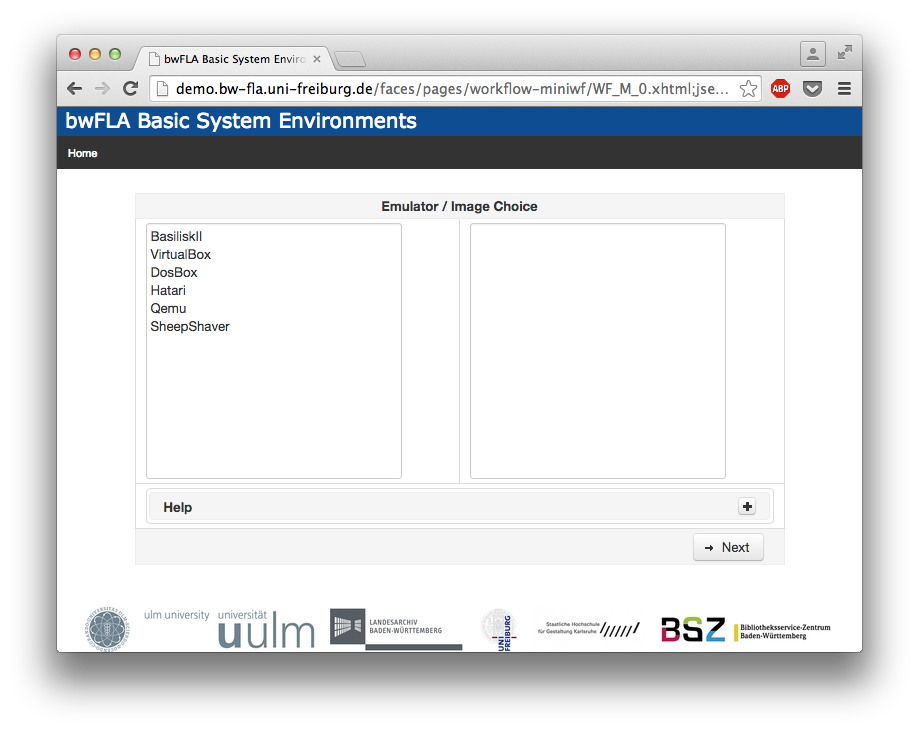 bwFLA Basic System Enviro
demo.bw-fla.uni-freiburg.de/faces/pages/workflow-miniwf/WF_M_0.xhtml;jse...
ABP
bwFLA Basic System Environments
Home
Emulator / Image Choice
BasiliskII
VirtualBox
DosBox
Hatari
Qemu
SheepShaver
Help
Next
ulm university universität
uulm
LANDESARCHIV
BADEN-WÜRTTEMBERG
UNI
FREIBURG
Staatliche Hochschule
für Gestaltung Karlsruhe
BSZ
Bibliotheksservice-Zentrum
Baden-Württemberg